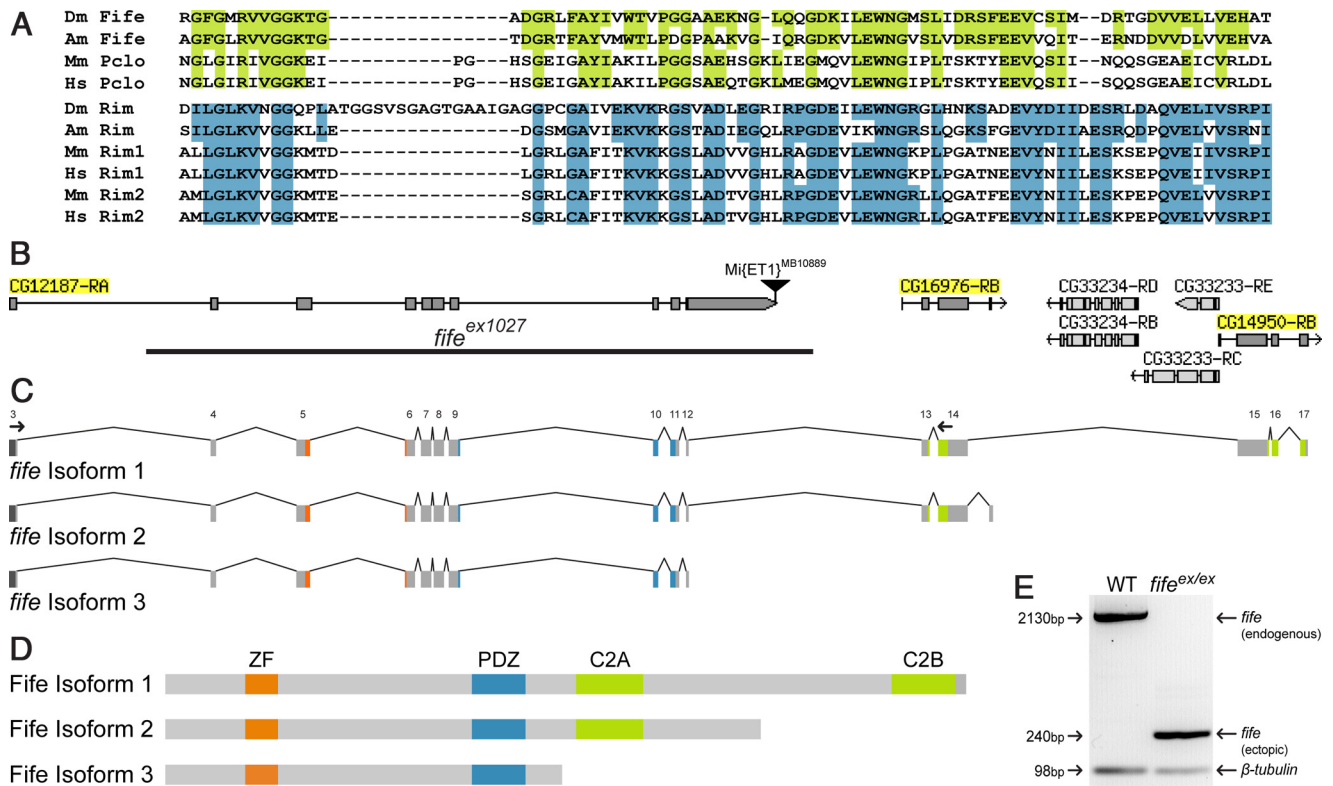 A
Dm Fife RGFGMRVVGGKTG------------------ADGRLFAYIVWTVPGGAAEKNG-LQQGDKILEWNGMSLIDRSFEEVCSIM--DRTGDVVELLVEHAT
Am Fife AGFGLRVVGGKTG------------------TDGRTFAYVMWTLPDGPAAKVG-IQRGDKVLEWNGVSLVDRSFEEVVQIT--ERNDDVVDLVVEHVA
Mm Pclo NGLGIRIVGGKEI------------PG----HSGEIGAYIAKILPGGSAEHSGKLIEGMQVLEWNGIPLTSKTYEEVQSII--NQQSGEAEICVRLDL
Hs Pclo NGLGIRIVGGKEI------------PG----HSGEIGAYIAKILPGGSAEQTGKLMEGMQVLEWNGIPLTSKTYEEVQSII--SQQSGEAEICVRLDL
Dm Rim DILGLKVNGGQPLATGGSVSGAGTGAAIGAGGPCGAIVEKVKRGSVADLEGRIRPGDEILEWNGRGLHNKSADEVYDIIDESRLDAQVELIVSRPI
Am Rim SILGLKVVGGKLLE-----------------DGSMGAVIEKVKKGSTADIEGQLRPGDEVIKWNGRSLQGKSFGEVYDIIAESRQDPQVELVVSRNI
Mm Rim1 ALLGLKVVGGKMTD-----------------LGRLGAFITKVKKGSLADVVGHLRAGDEVLEWNGKPLPGATNEEVYNIILESKSEPQVEIIVSRPI
Hs Rim1 ALLGLKVVGGKMTD-----------------LGRLGAFITKVKKGSLADVVGHLRAGDEVLEWNGKPLPGATNEEVYNIILESKSEPQVEIIVSRPI
Mm Rim2 AMLGLKVVGGKMTE-----------------SGRLCAFITKVKKGSLADTVGHLRPGDEVLEWNGRLLQGATFEEVYNIILESKPEPQVELVVSRPI
Hs Rim2 AMLGLKVVGGKMTE-----------------SGRLCAFITKVKKGSLADTVGHLRPGDEVLEWNGRLLQGATFEEVYNIILESKPEPQVELVVSRPI
B
Mi{ET1}MB10889
CG12187-RA
CG16976-RB
CG33234-RD
CG33233-RE
CG33234-RB
CG14950-RB
CG33233-RC
fife ex1027
C
3 4 5 6 7 8 9 10 11 12 13 14 15 16 17
fife Isoform 1
fife Isoform 2
fife Isoform 3
D
ZF PDZ C2A C2B
Fife Isoform 1
Fife Isoform 2
Fife Isoform 3
E
WT fife ex/ex
2130bp → ← fife
(endogenous)
240bp → ← fife
(ectopic)
98bp → ← β-tubulin